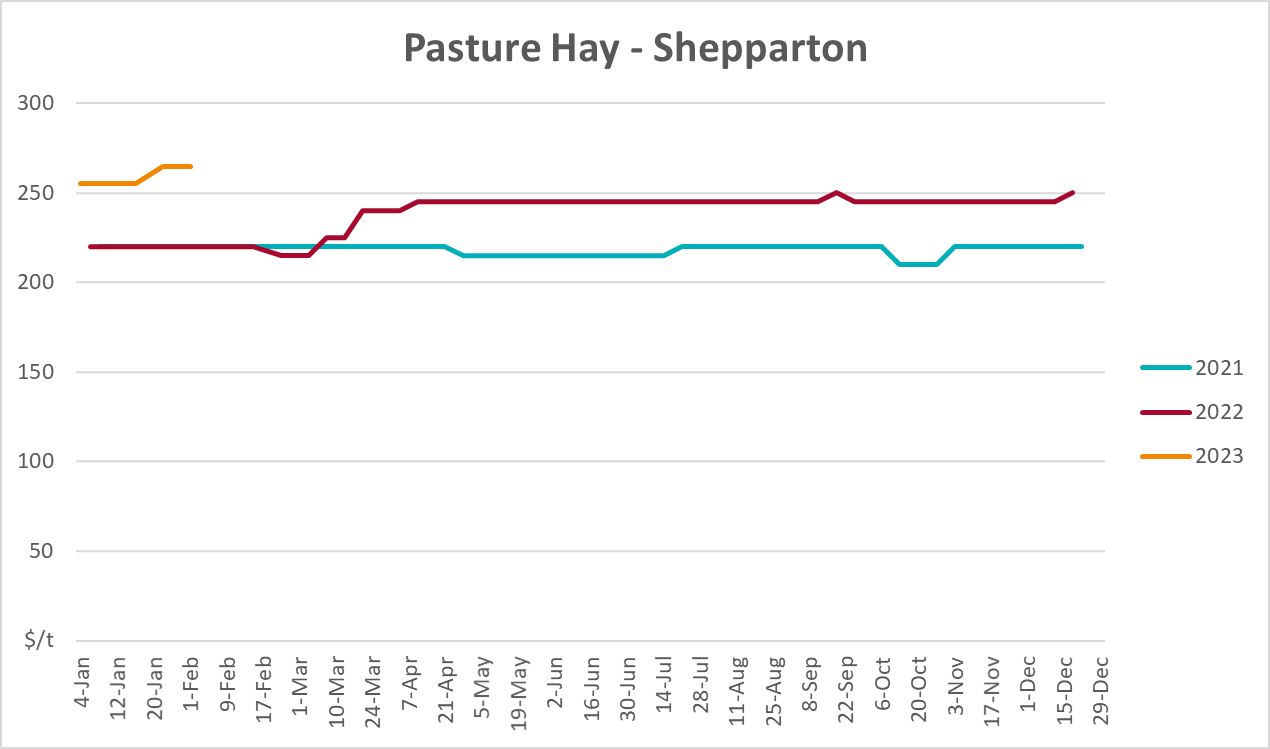 Pasture Hay - Shepparton
300
250
200
150
100
50
$/t
4-Jan
12-Jan
20-Jan
1-Feb
9-Feb
17-Feb
1-Mar
10-Mar
24-Mar
7-Apr
21-Apr
5-May
19-May
2-Jun
16-Jun
30-Jun
14-Jul
28-Jul
11-Aug
25-Aug
8-Sep
22-Sep
6-Oct
20-Oct
3-Nov
17-Nov
1-Dec
15-Dec
29-Dec
2021
2022
2023